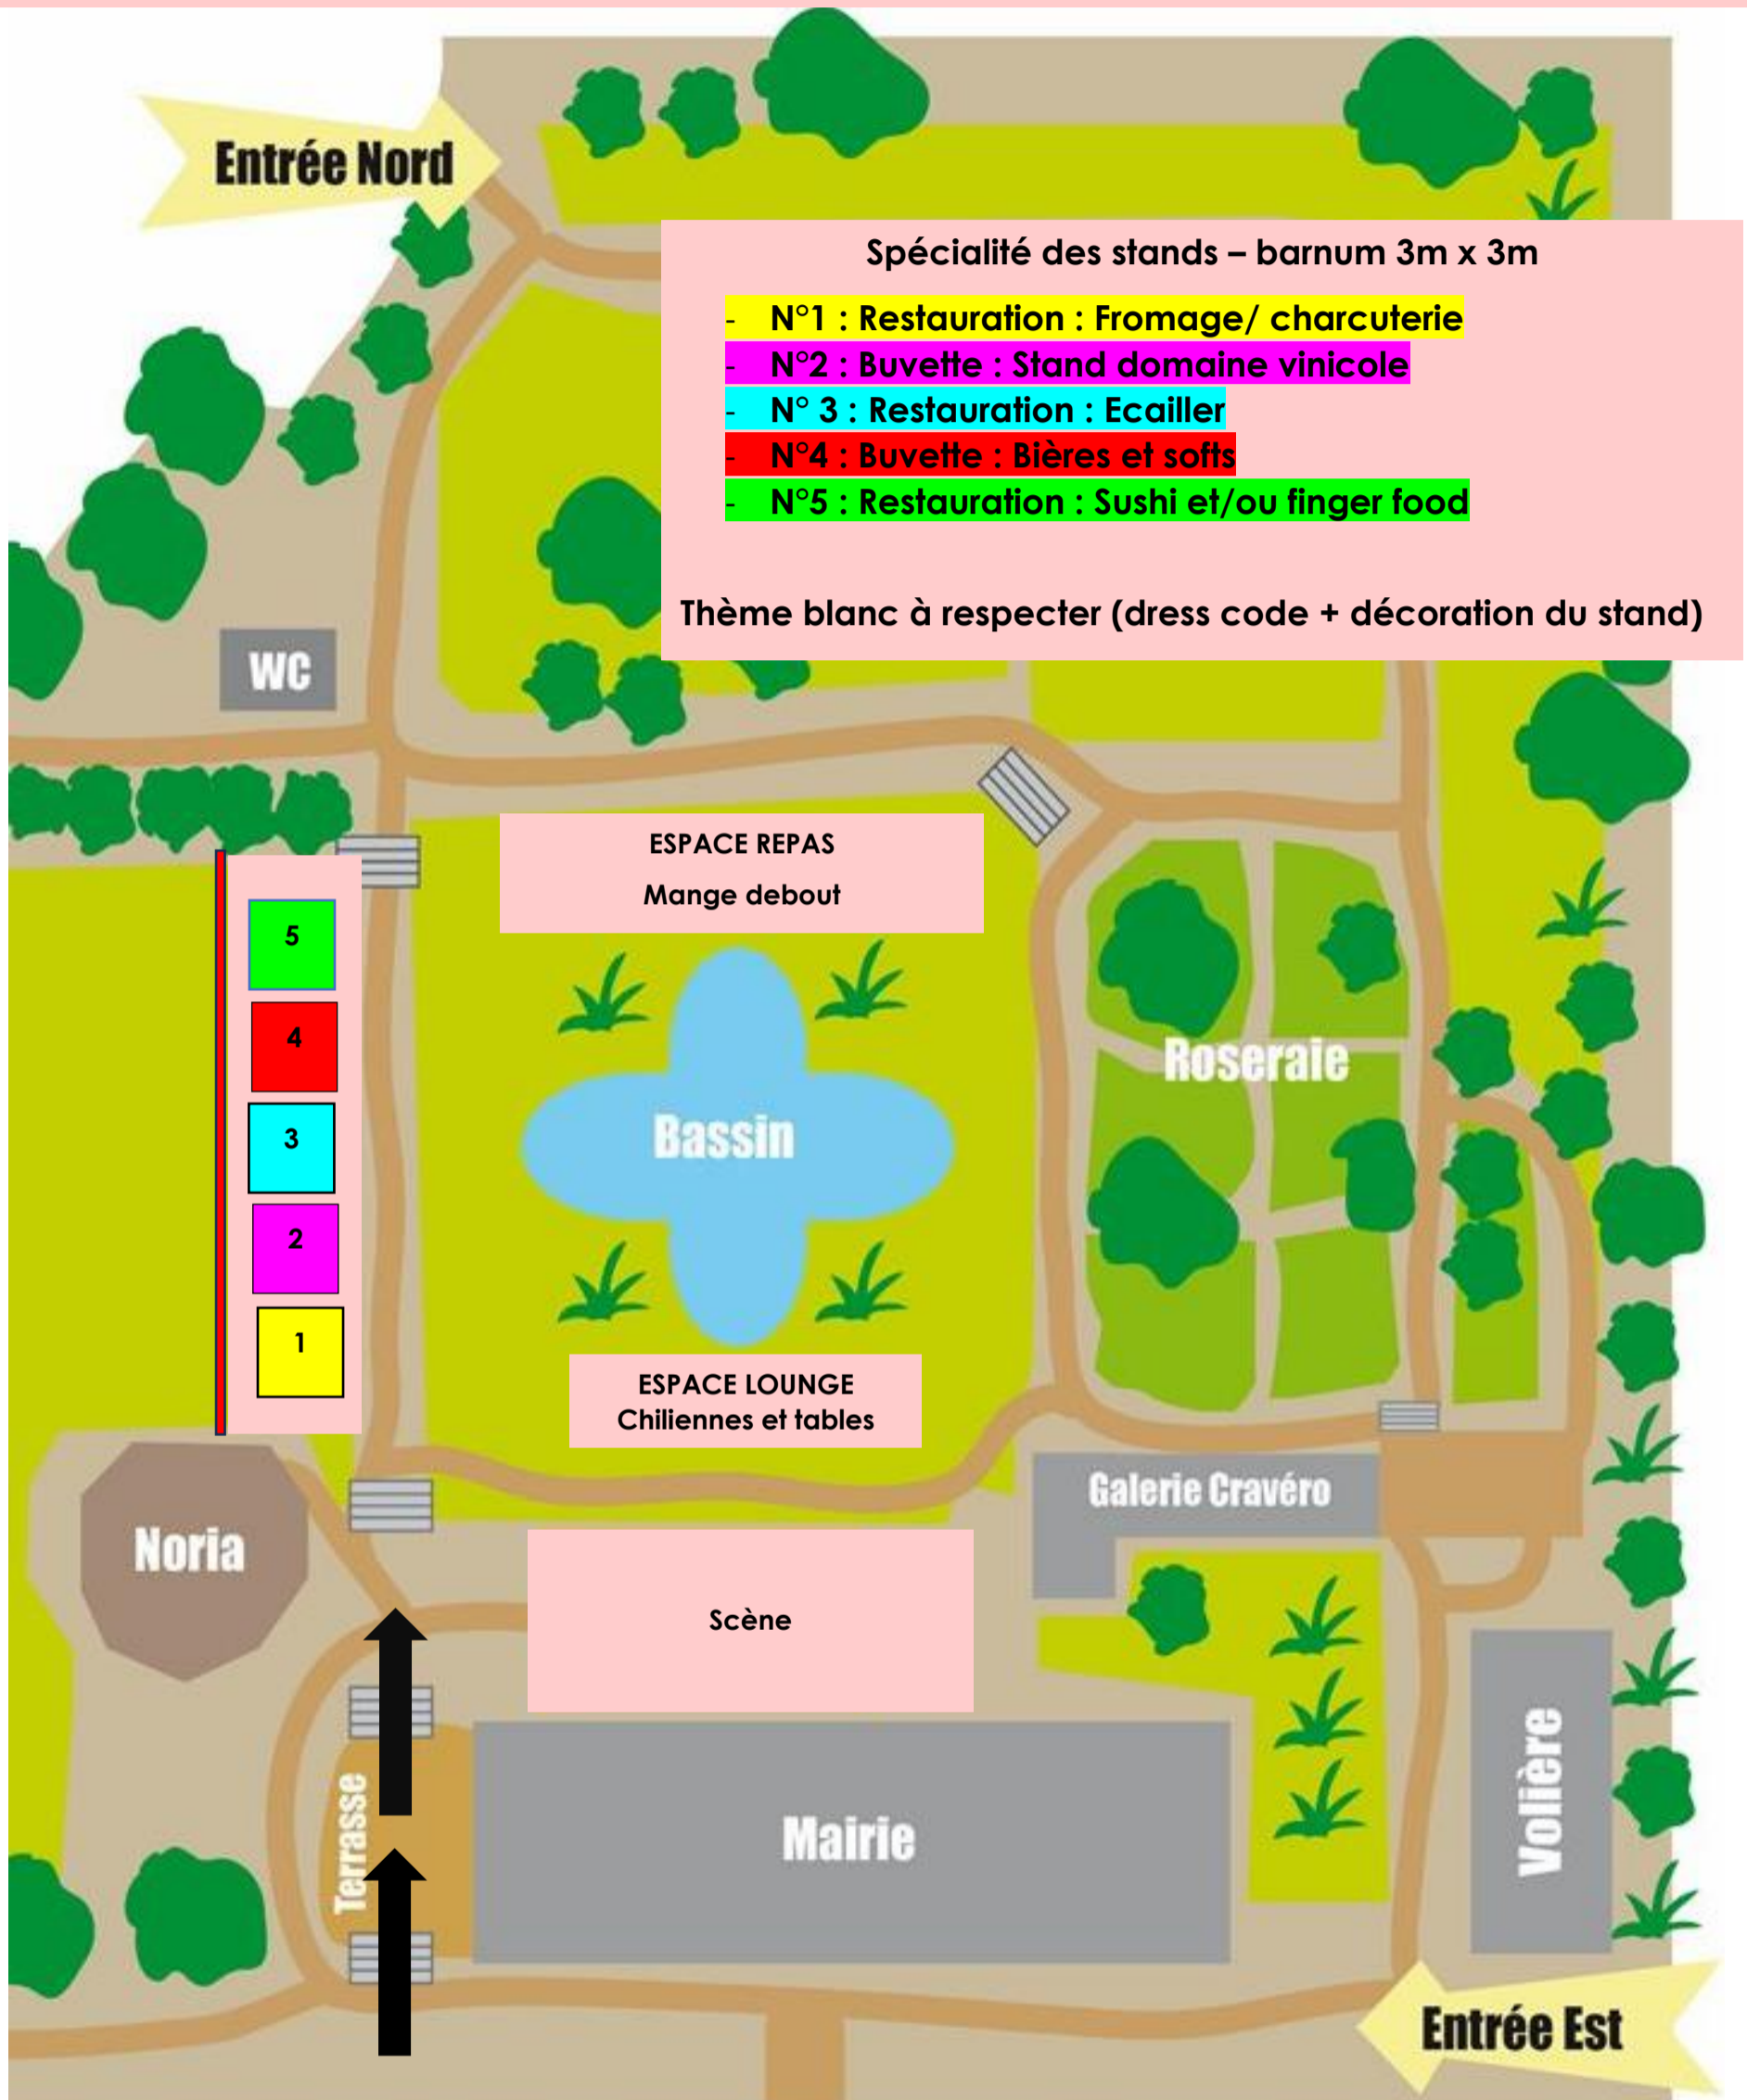 Entrée Nord
Spécialité des stands – barnum 3m x 3m
- N°1 : Restauration : Fromage/ charcuterie
- N°2 : Buvette : Stand domaine vinicole
- N° 3 : Restauration : Ecailler
- N°4 : Buvette : Bières et softs
- N°5 : Restauration : Sushi et/ou finger food
Thème blanc à respecter (dress code + décoration du stand)
WC
ESPACE REPAS
Mange debout
5
4
3
2
1
Bassin
Roseraie
ESPACE LOUNGE
Chiliennes et tables
Galerie Cravéro
Noria
Scène
Terrasse
Mairie
Volière
Entrée Est